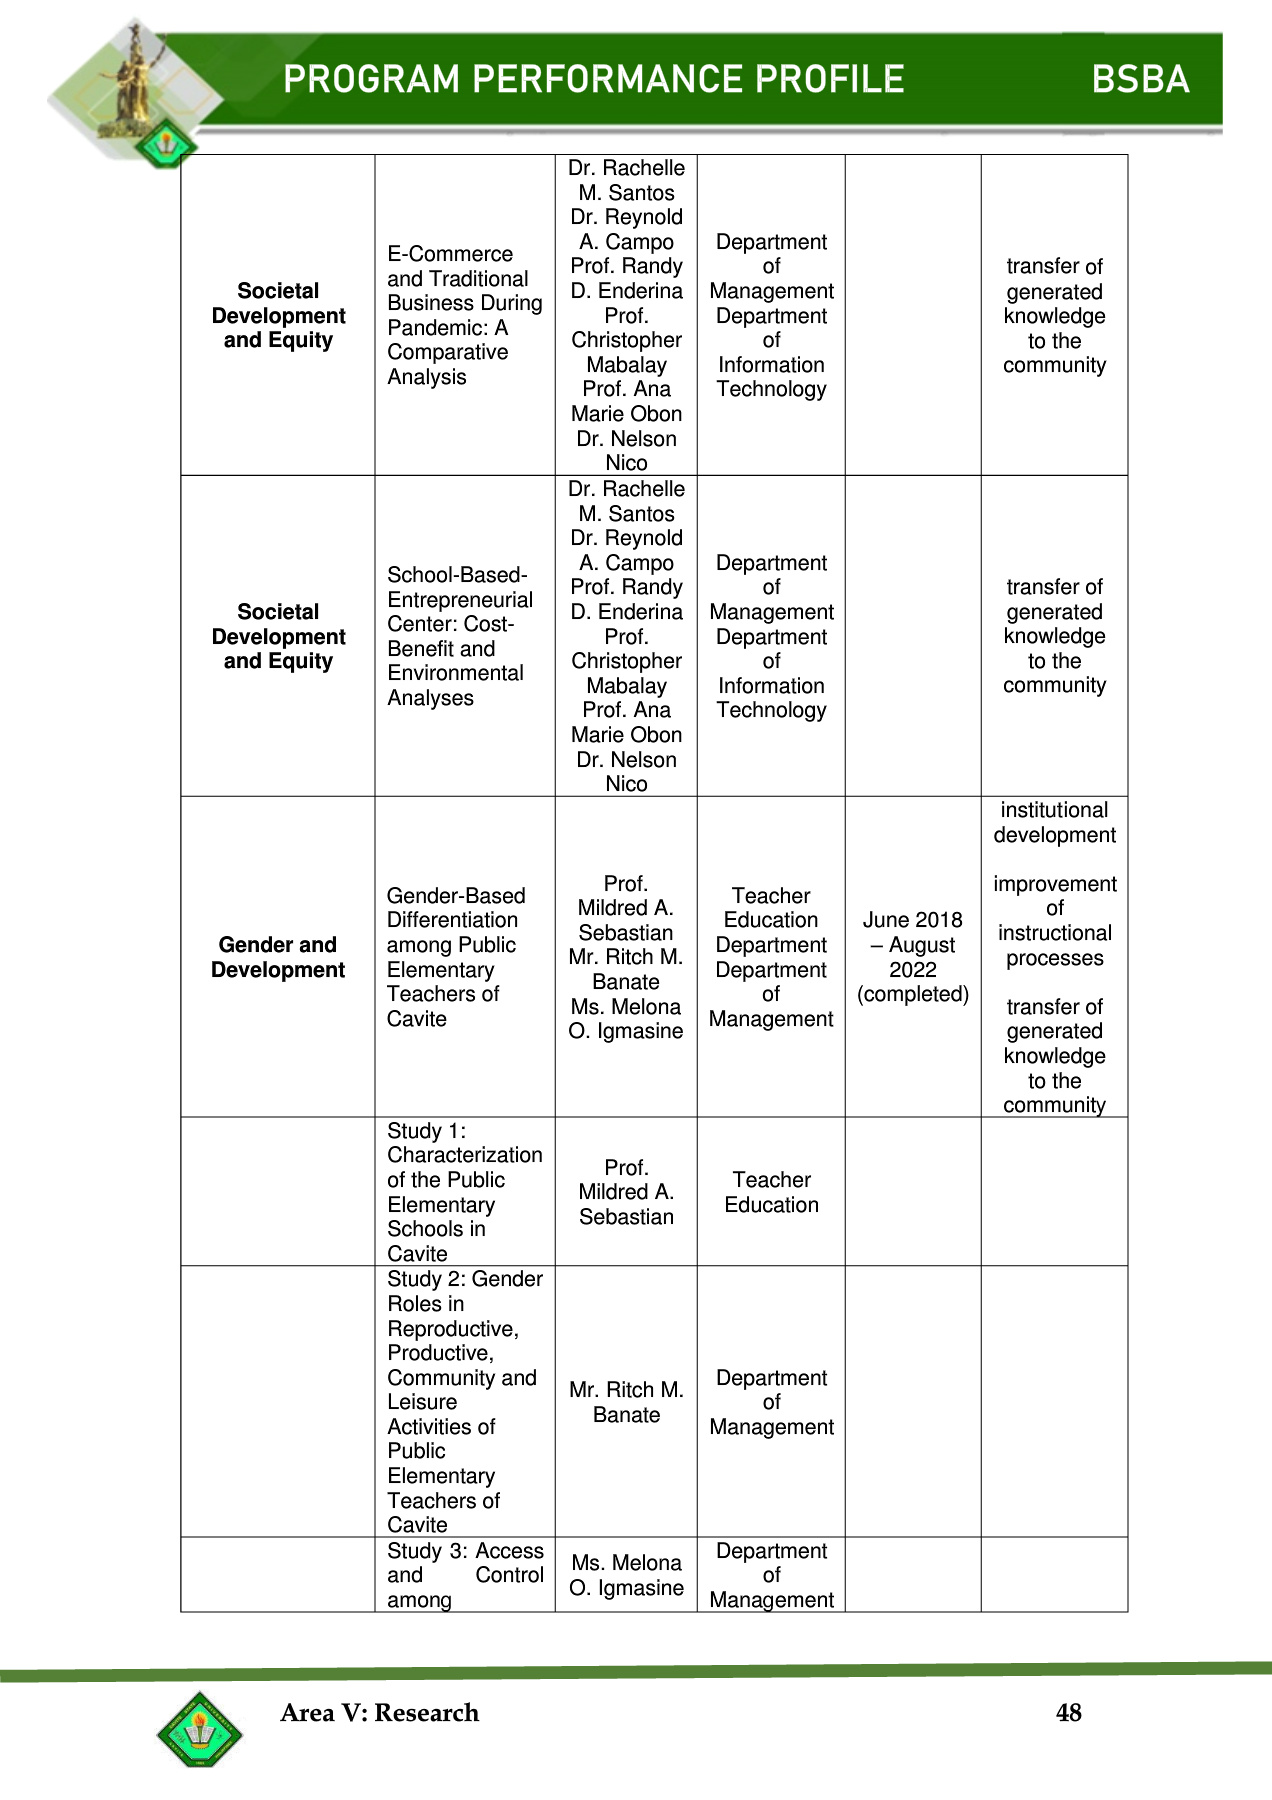 PROGRAM PERFORMANCE PROFILE BSBA
Societal
Development
and Equity
E-Commerce
and Traditional
Business During
Pandemic: A
Comparative
Analysis
Dr. Rachelle
M. Santos
Dr. Reynold
A. Campo
Prof. Randy
D. Enderina
Prof.
Christopher
Mabalay
Prof. Ana
Marie Obon
Dr. Nelson
Nico
Department
of
Management
Department
of
Information
Technology
transfer of
generated
knowledge
to the
community
Societal
Development
and Equity
School-Based-
Entrepreneurial
Center: Cost-
Benefit and
Environmental
Analyses
Dr. Rachelle
M. Santos
Dr. Reynold
A. Campo
Prof. Randy
D. Enderina
Prof.
Christopher
Mabalay
Prof. Ana
Marie Obon
Dr. Nelson
Nico
Department
of
Management
Department
of
Information
Technology
transfer of
generated
knowledge
to the
community
Gender and
Development
Gender-Based
Differentiation
among Public
Elementary
Teachers of
Cavite
Prof.
Mildred A.
Sebastian
Mr. Ritch M.
Banate
Ms. Melona
O. Igmasine
Teacher
Education
Department
Department
of
Management
June 2018
– August
2022
(completed)
institutional
development
improvement
of
instructional
processes
transfer of
generated
knowledge
to the
community
Study 1:
Characterization
of the Public
Elementary
Schools in
Cavite
Prof.
Mildred A.
Sebastian
Teacher
Education
Study 2: Gender
Roles in
Reproductive,
Productive,
Community and
Leisure
Activities of
Public
Elementary
Teachers of
Cavite
Mr. Ritch M.
Banate
Department
of
Management
Study 3: Access
and Control
among
Ms. Melona
O. Igmasine
Department
of
Management
Area V: Research 48